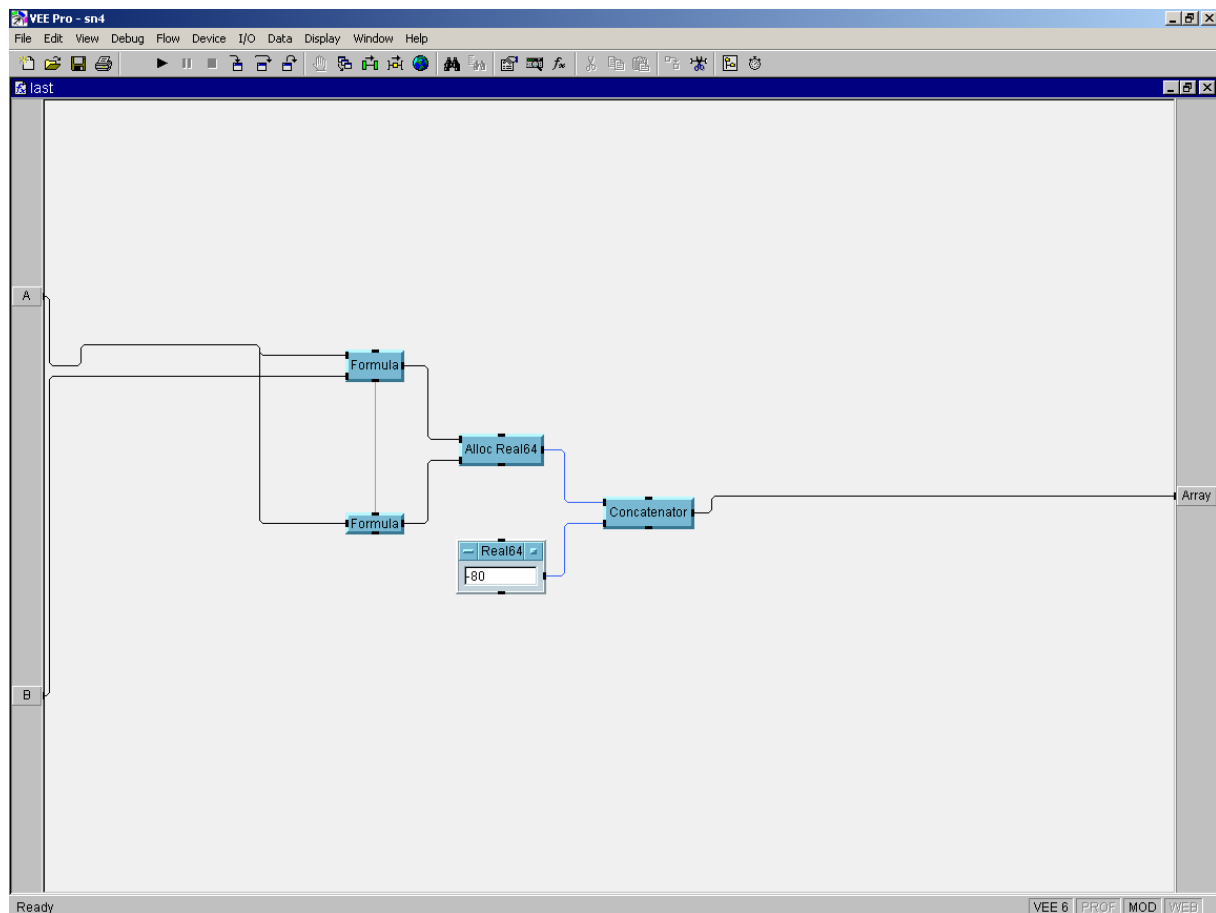 VEE Pro - sn4
File Edit View Debug Flow Device I/O Data Display Window Help
last
A
Formula
Alloc Real64
Array
Concatenator
Formula
Real64
-80
B
Ready
VEE 6 PROF MOD WEB